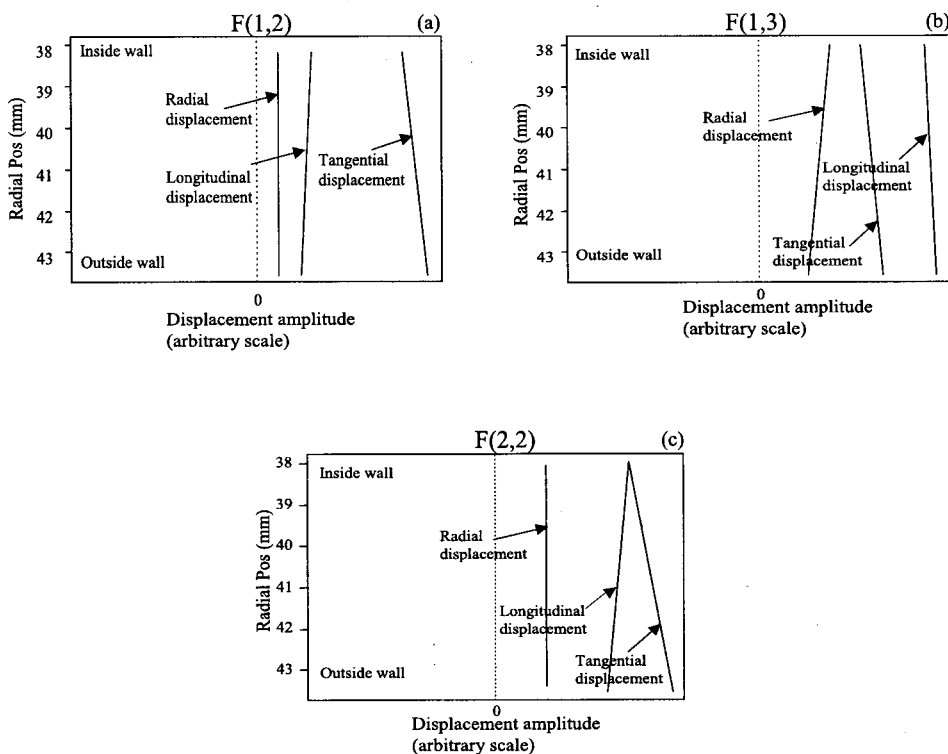 F(1,2)
(a)
Inside wall
Radial
displacement
Longitudinal
displacement
Tangential
displacement
Outside wall
38
39
40
41
42
43
Radial Pos (mm)
0
Displacement amplitude
(arbitrary scale)
F(1,3)
(b)
Inside wall
Radial
displacement
Longitudinal
displacement
Tangential
displacement
Outside wall
38
39
40
41
42
43
Radial Pos (mm)
0
Displacement amplitude
(arbitrary scale)
F(2,2)
(c)
Inside wall
Radial
displacement
Longitudinal
displacement
Tangential
displacement
Outside wall
38
39
40
41
42
43
Radial Pos (mm)
0
Displacement amplitude
(arbitrary scale)